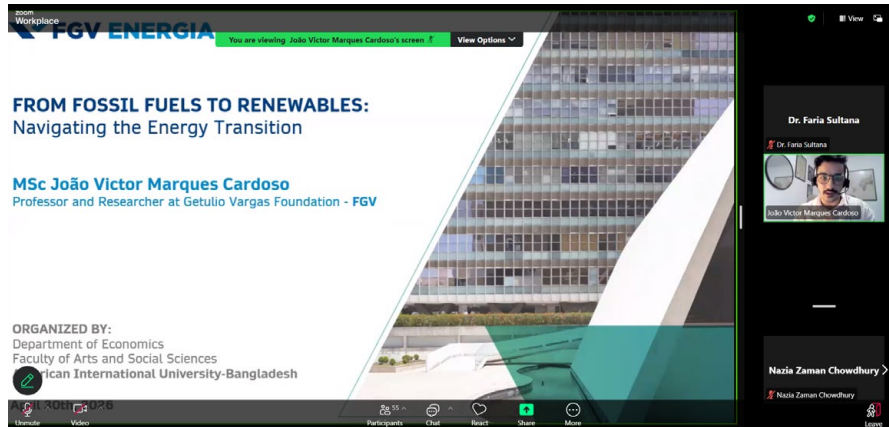 zoom
Workplace
FGV ENERGIA
You are viewing João Victor Marques Cardoso's screen
View Options
View
FROM FOSSIL FUELS TO RENEWABLES:
Navigating the Energy Transition
MSc João Victor Marques Cardoso
Professor and Researcher at Getulio Vargas Foundation - FGV
ORGANIZED BY:
Department of Economics
Faculty of Arts and Social Sciences
American International University-Bangladesh
April 30th 2026
Dr. Faria Sultana
Dr. Faria Sultana
João Victor Marques Cardoso
Nazia Zaman Chowdhury
Nazia Zaman Chowdhury
Unmute
Video
55
Participants
Chat
React
Share
More
Leave